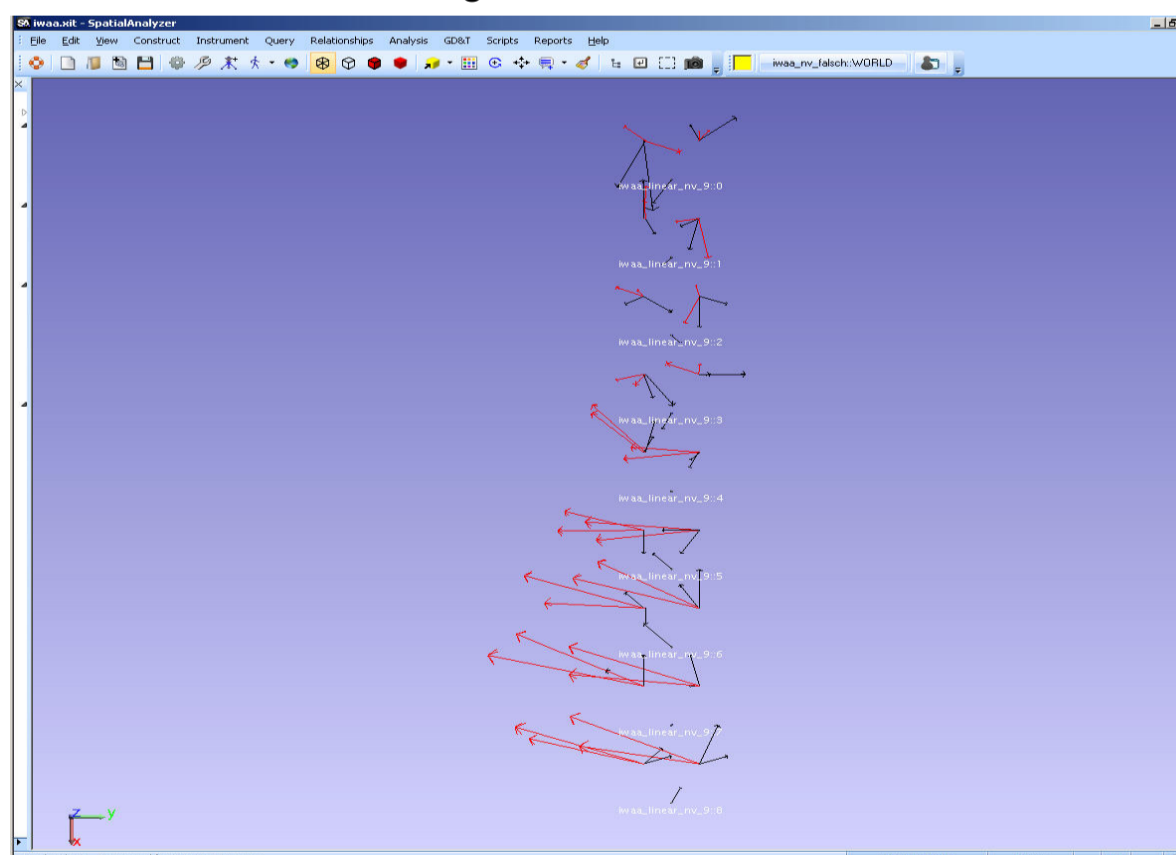 SA iwaa.xit - SpatialAnalyzer
File Edit View Construct Instrument Query Relationships Analysis GD&T Scripts Reports Help
iwaa_nv_falsch::WORLD
iwaa_linear_nv_9::0
iwaa_linear_nv_9::1
iwaa_linear_nv_9::2
iwaa_linear_nv_9::3
iwaa_linear_nv_9::4
iwaa_linear_nv_9::5
iwaa_linear_nv_9::6
iwaa_linear_nv_9::7
iwaa_linear_nv_9::8
Z Y
X